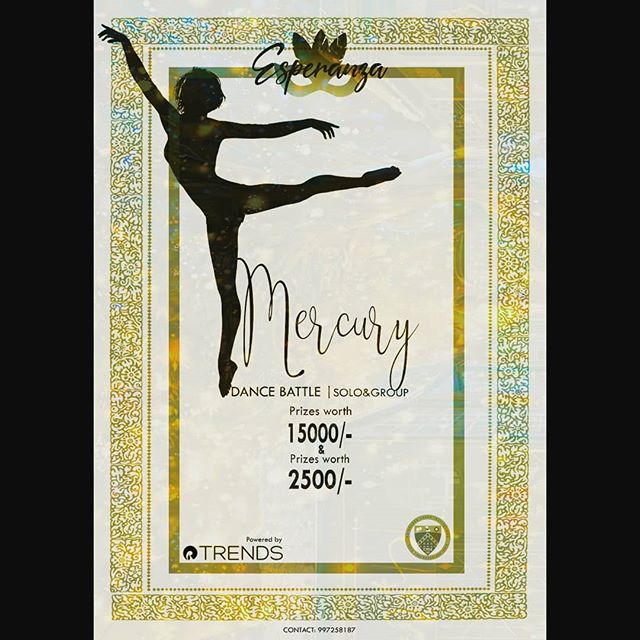 Esperanza
Mercury
DANCE BATTLE | SOLO&GROUP
Prizes worth
15000/-
&
Prizes worth
2500/-
Powered by
TRENDS
CONTACT: 997258187